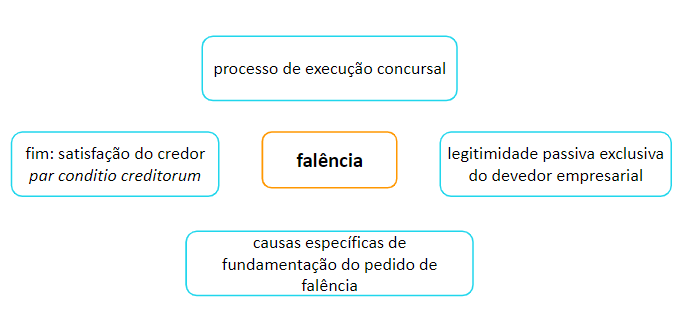 processo de execução concursal
fim: satisfação do credor
par conditio creditorum
falência
legitimidade passiva exclusiva
do devedor empresarial
causas específicas de
fundamentação do pedido de
falência